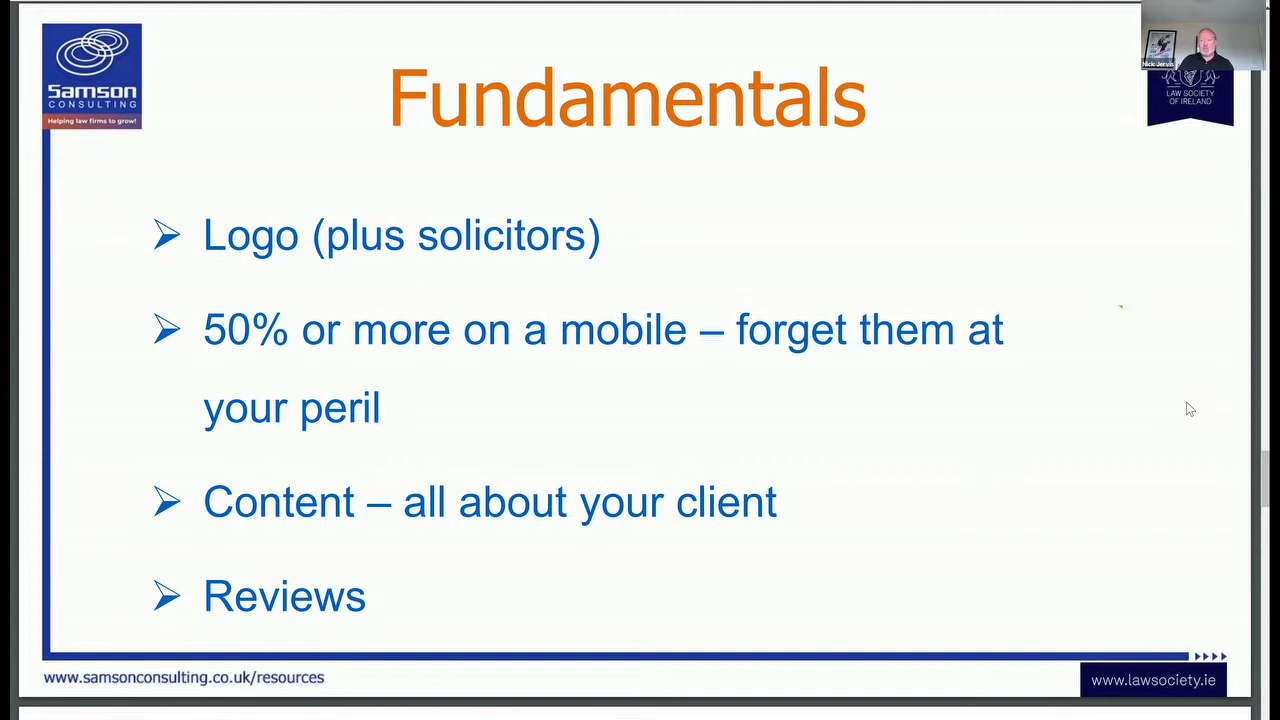 Samson
CONSULTING
Helping law firms to grow!
Fundamentals
Nick Jervis
LAW SOCIETY
OF IRELAND
Logo (plus solicitors)
50% or more on a mobile – forget them at
your peril
Content – all about your client
Reviews
www.samsonconsulting.co.uk/resources
www.lawsociety.ie